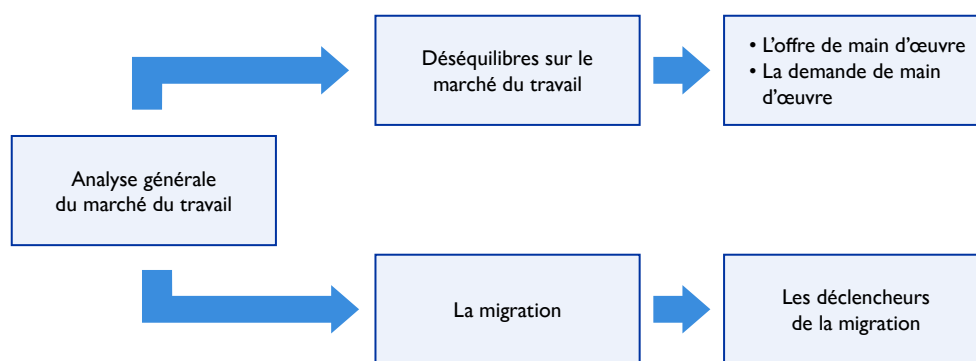 Déséquilibres sur le
marché du travail
• L’offre de main d’œuvre
• La demande de main
d’œuvre
Analyse générale
du marché du travail
La migration
Les déclencheurs
de la migration